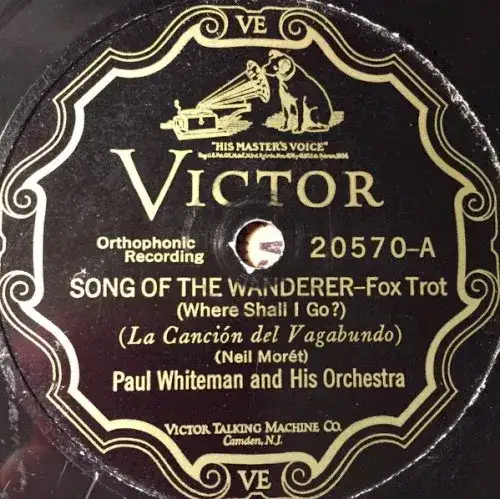 VE
"HIS MASTER'S VOICE"
VICTOR
Orthophonic Recording
20570-A
SONG OF THE WANDERER–Fox Trot
(Where Shall I Go?)
(La Canción del Vagabundo)
(Neil Morét)
Paul Whiteman and His Orchestra
VICTOR TALKING MACHINE CO.
Camden, N.J.
VE